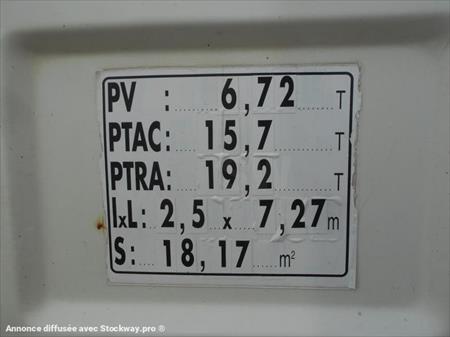 PV : 6,72 T
PTAC: 15,7 T
PTRA: 19,2 T
IxL: 2,5 x 7,27 m
S: 18,17 m²
Annonce diffusée avec Stockway.pro ®